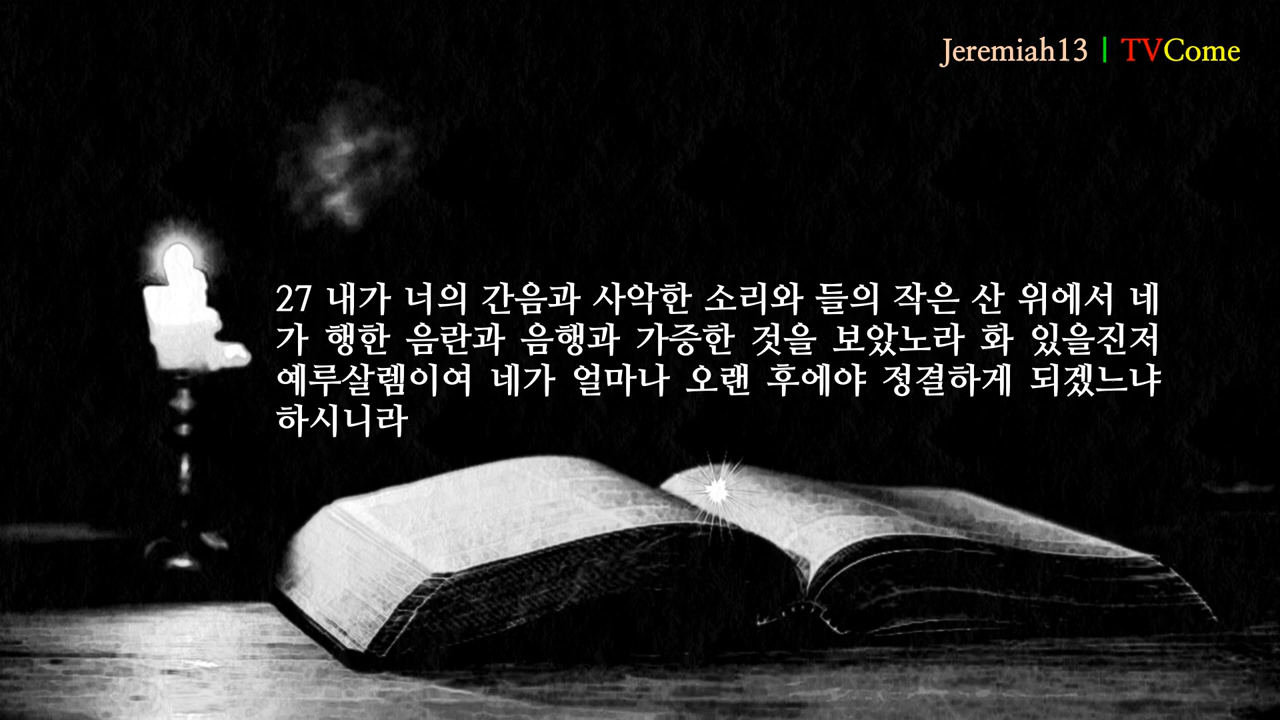 Jeremiah13 | TVCome
27 내가 너의 간음과 사악한 소리와 들의 작은 산 위에서 네
가 행한 음란과 음행과 가증한 것을 보았노라 화 있을진저
예루살렘이여 네가 얼마나 오랜 후에야 정결하게 되겠느냐
하시니라